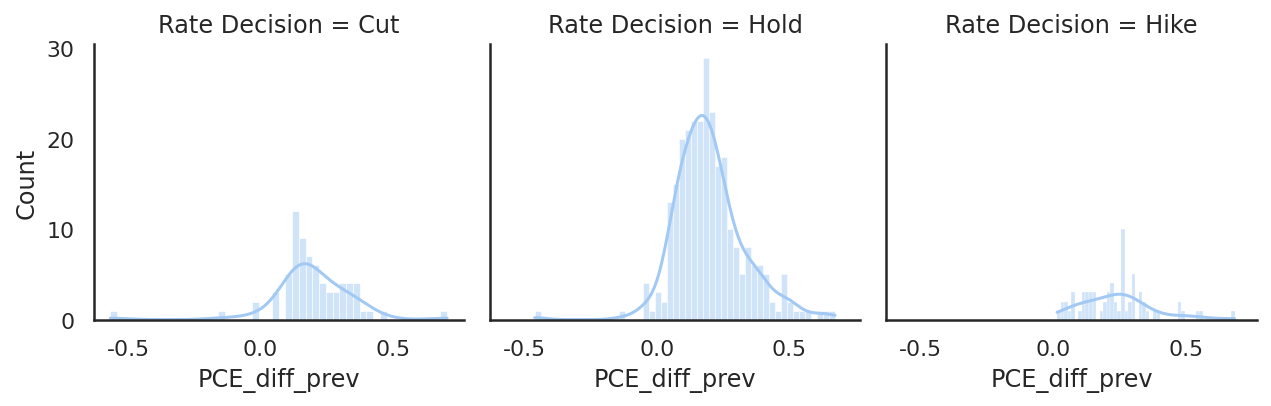 Rate Decision = Cut
Rate Decision = Hold
Rate Decision = Hike
30
20
10
0
Count
-0.5 0.0 0.5
-0.5 0.0 0.5
-0.5 0.0 0.5
PCE_diff_prev
PCE_diff_prev
PCE_diff_prev